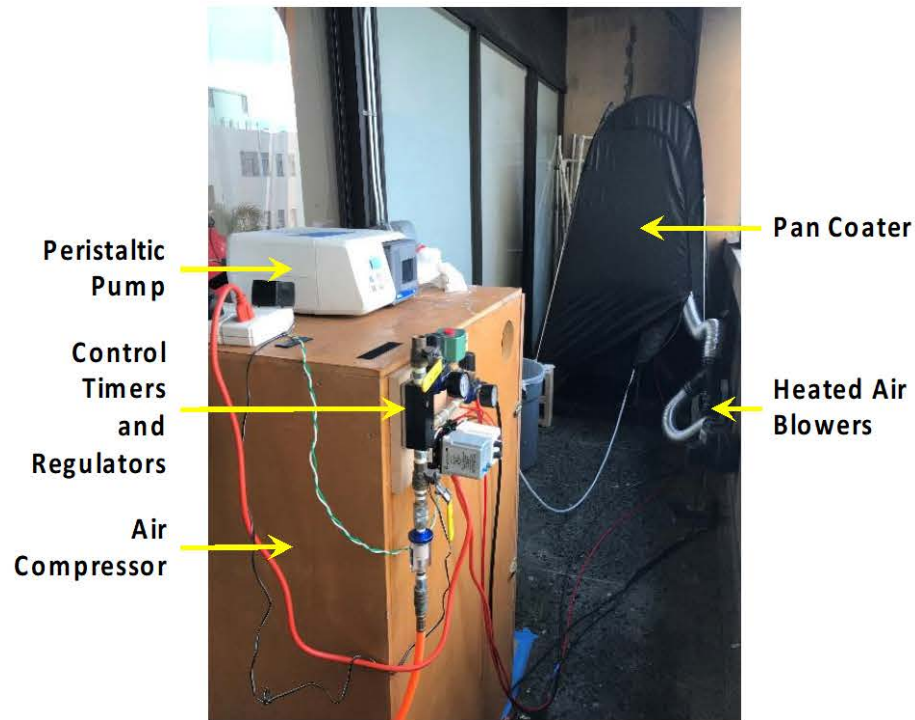 Peristaltic
Pump
Control
Timers
and
Regulators
Air
Compressor
Pan Coater
Heated Air
Blowers